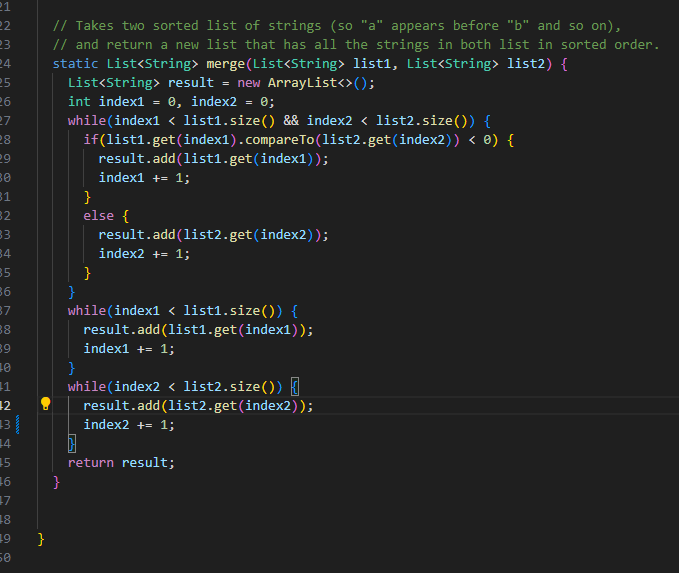 21
22 // Takes two sorted list of strings (so "a" appears before "b" and so on),
23 // and return a new list that has all the strings in both list in sorted order.
24 static List<String> merge(List<String> list1, List<String> list2) {
25 List<String> result = new ArrayList<>();
26 int index1 = 0, index2 = 0;
27 while(index1 < list1.size() && index2 < list2.size()) {
28 if(list1.get(index1).compareTo(list2.get(index2)) < 0) {
29 result.add(list1.get(index1));
30 index1 += 1;
31 }
32 else {
33 result.add(list2.get(index2));
34 index2 += 1;
35 }
36 }
37 while(index1 < list1.size()) {
38 result.add(list1.get(index1));
39 index1 += 1;
40 }
41 while(index2 < list2.size()) {
42 result.add(list2.get(index2));
43 index2 += 1;
44 }
45 return result;
46 }
47
48
49 }
50